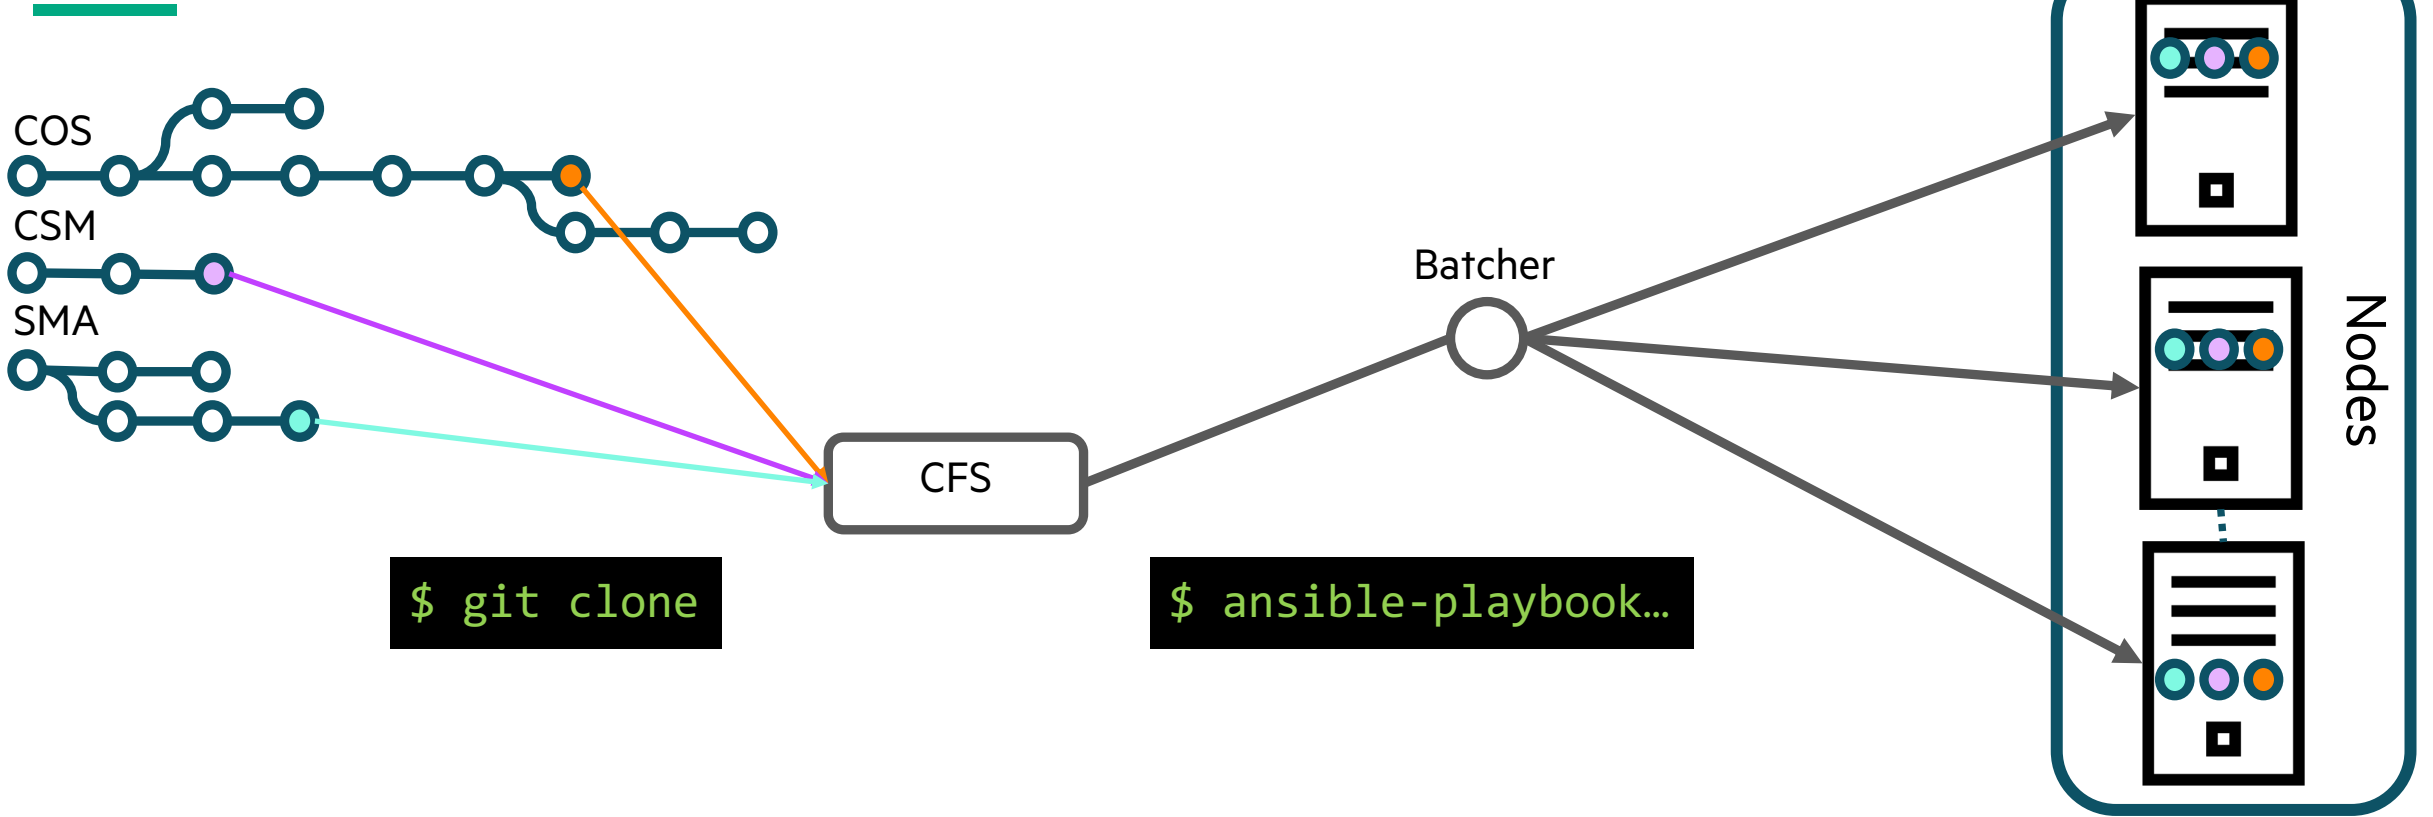 COS
CSM
SMA
CFS
Batcher
Nodes
$ git clone
$ ansible-playbook…